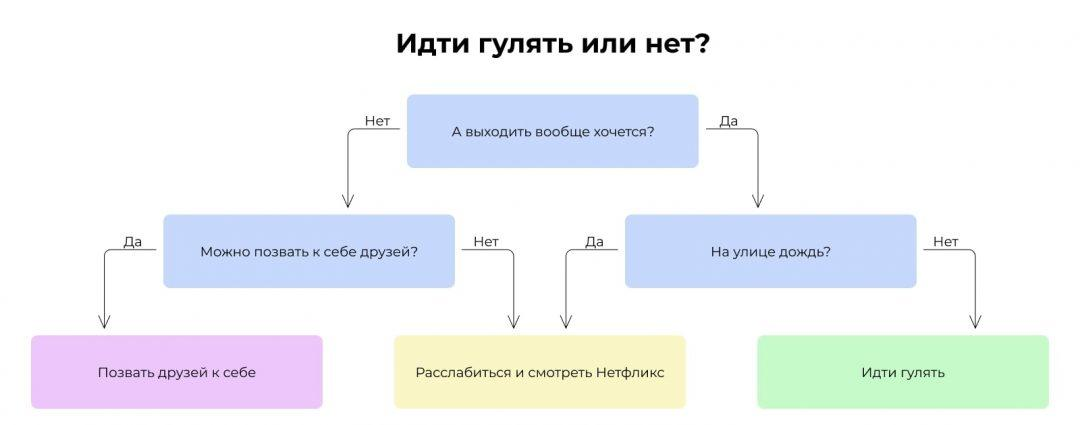 Идти гулять или нет?
А выходить вообще хочется?
Нет
Да
Можно позвать к себе друзей?
Да
Нет
На улице дождь?
Да
Нет
Позвать друзей к себе
Расслабиться и смотреть Нетфликс
Идти гулять